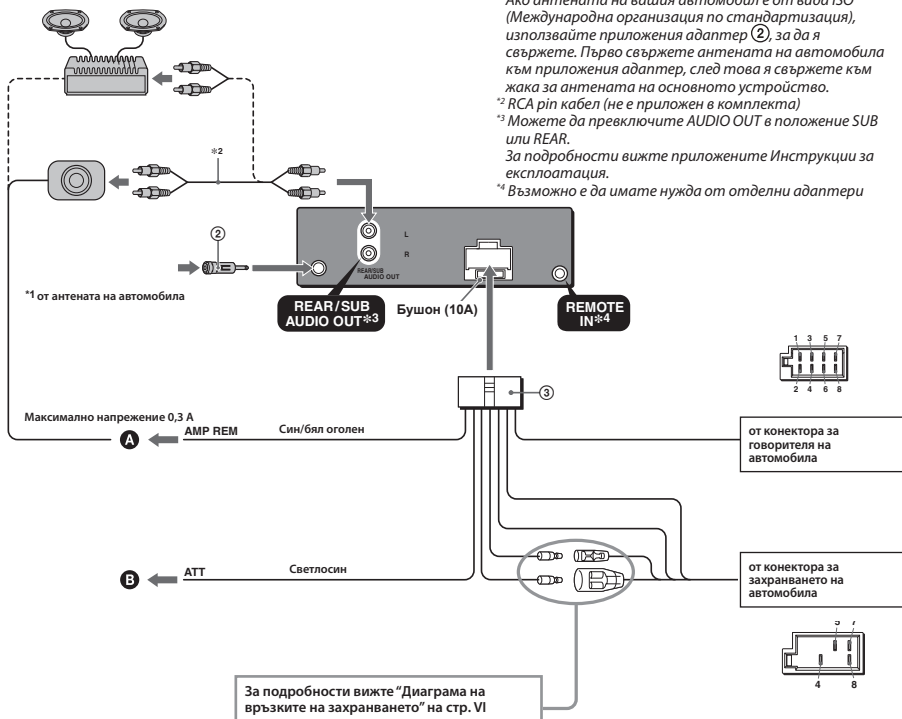 Ако антената на вашия автомобил е от вида ISO
(Международна организация по стандартизация),
използвайте приложения адаптер ②, за да я
свържете. Първо свържете антената на автомобила
към приложения адаптер, след това я свържете към
жака за антената на основното устройство.
*2 RCA pin кабел (не е приложен в комплекта)
*3 Можете да превключите AUDIO OUT в положение SUB
или REAR.
За подробности вижте приложените Инструкции за
експлоатация.
*4 Възможно е да имате нужда от отделни адаптери
*2
②
L
R
REAR/SUB
AUDIO OUT
*1 от антената на автомобила
REAR/SUB
AUDIO OUT*3
Бушон (10А)
REMOTE
IN*4
1 3 5 7
2 4 6 8
③
Максимално напрежение 0,3 А
A
AMP REM
Син/бял оголен
от конектора за
говорителя на
автомобила
B
ATT
Светлосин
от конектора за
захранването на
автомобила
5 7
4 8
За подробности вижте "Диаграма на
връзките на захранването" на стр. VI